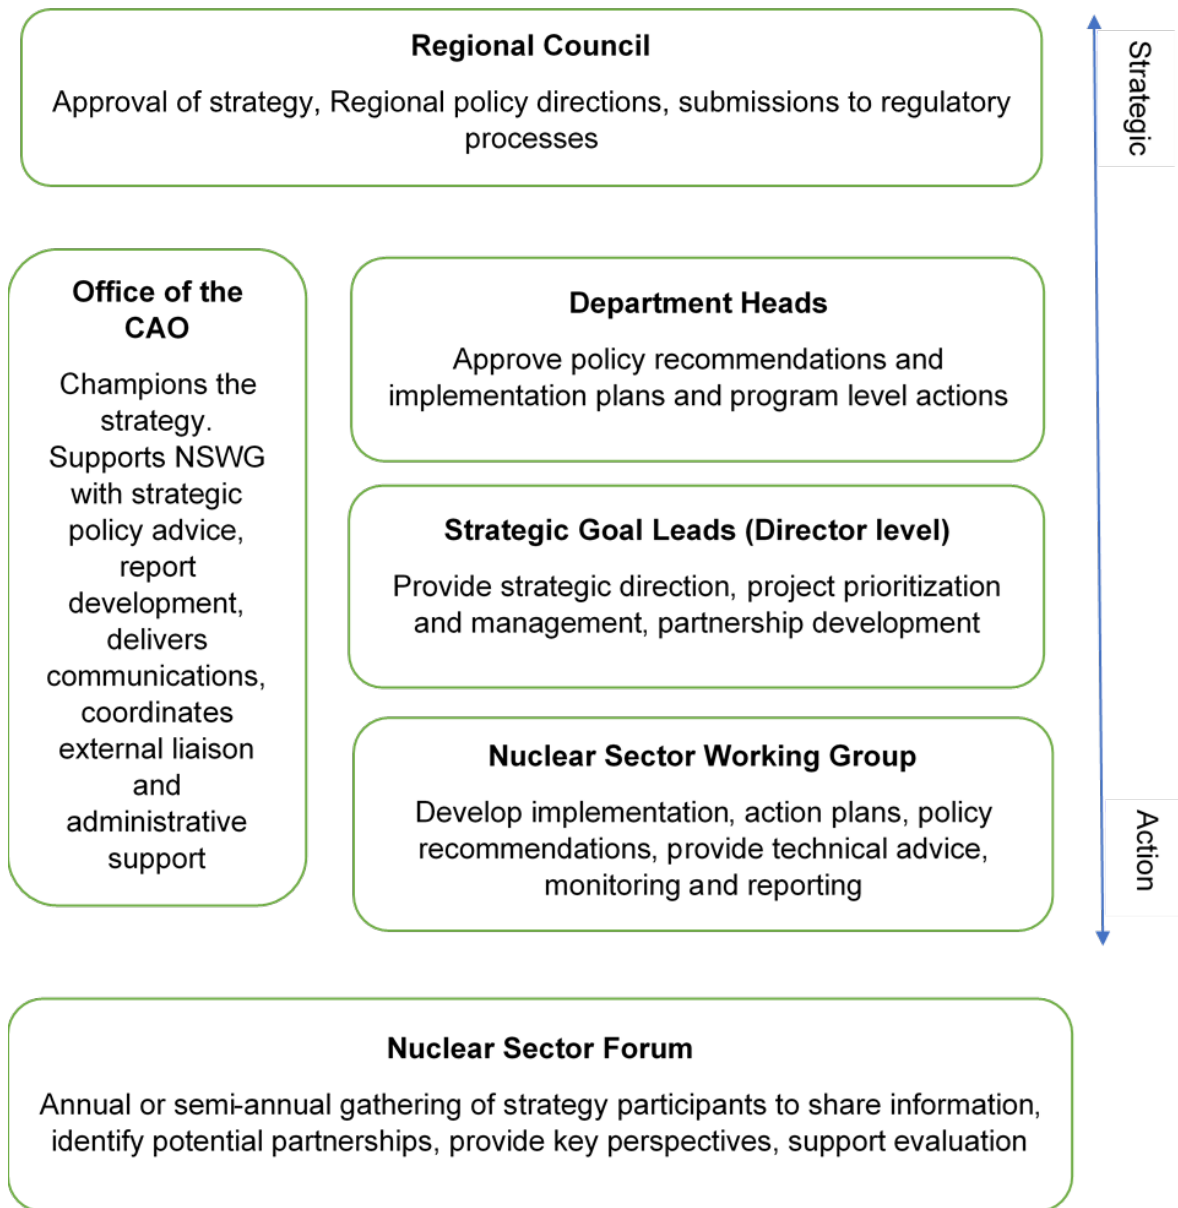 Regional Council
Approval of strategy, Regional policy directions, submissions to regulatory
processes
Strategic
Office of the
CAO
Champions the
strategy.
Supports NSWG
with strategic
policy advice,
report
development,
delivers
communications,
coordinates
external liaison
and
administrative
support
Department Heads
Approve policy recommendations and
implementation plans and program level actions
Strategic Goal Leads (Director level)
Provide strategic direction, project prioritization
and management, partnership development
Nuclear Sector Working Group
Develop implementation, action plans, policy
recommendations, provide technical advice,
monitoring and reporting
Action
Nuclear Sector Forum
Annual or semi-annual gathering of strategy participants to share information,
identify potential partnerships, provide key perspectives, support evaluation